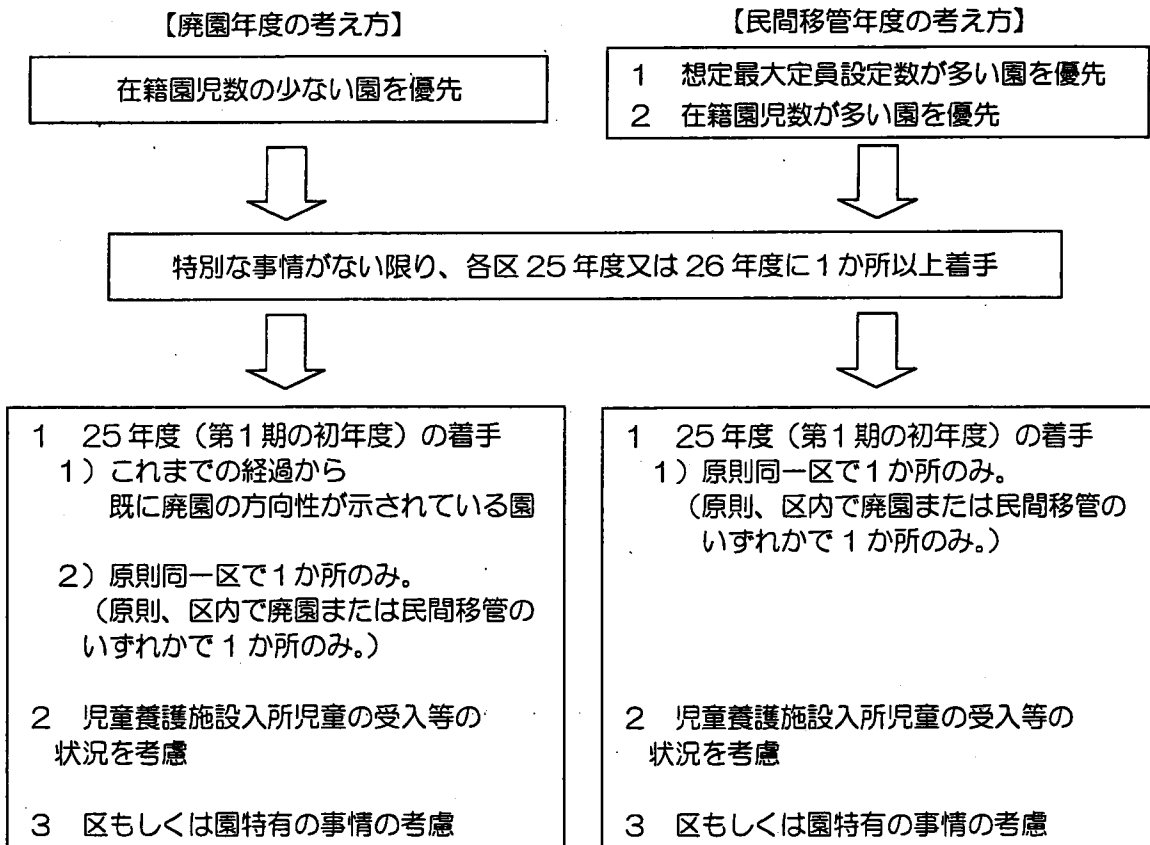 【廃園年度の考え方】
在籍園児数の少ない園を優先
【民間移管年度の考え方】
1 想定最大定員設定数が多い園を優先
2 在籍園児数が多い園を優先
特別な事情がない限り、各区25年度又は26年度に1か所以上着手
1 25年度（第1期の初年度）の着手
1）これまでの経過から
既に廃園の方向性が示されている園
2）原則同一区で1か所のみ。
（原則、区内で廃園または民間移管の
いずれかで1か所のみ。）
2 児童養護施設入所児童の受入等の
状況を考慮
3 区もしくは園特有の事情の考慮
1 25年度（第1期の初年度）の着手
1）原則同一区で1か所のみ。
（原則、区内で廃園または民間移管の
いずれかで1か所のみ。）
2 児童養護施設入所児童の受入等の
状況を考慮
3 区もしくは園特有の事情の考慮